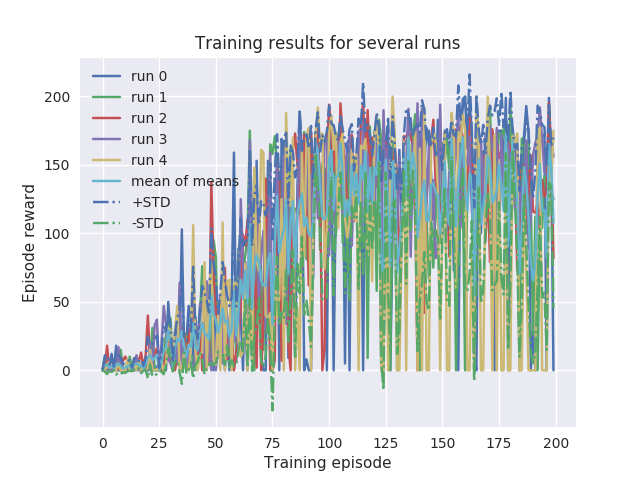 Training results for several runs
run 0
run 1
run 2
run 3
run 4
mean of means
+STD
-STD
Episode reward
200
150
100
50
0
0 25 50 75 100 125 150 175 200
Training episode